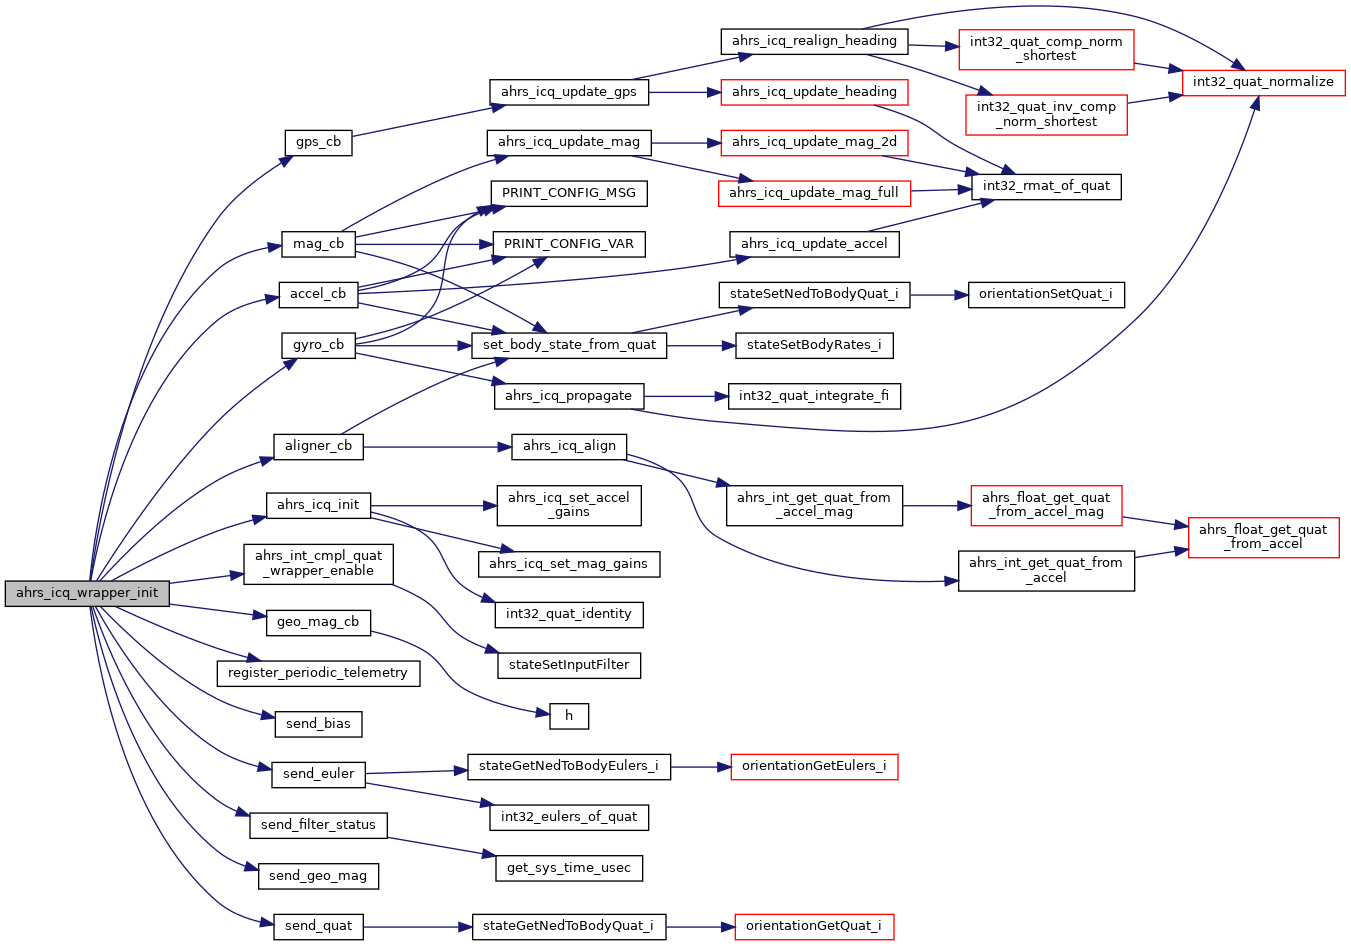 ahrs_icq_wrapper_init
gps_cb
mag_cb
accel_cb
gyro_cb
aligner_cb
ahrs_icq_init
ahrs_int_cmpl_quat
_wrapper_enable
geo_mag_cb
register_periodic_telemetry
send_bias
send_euler
send_filter_status
send_geo_mag
send_quat
ahrs_icq_update_gps
ahrs_icq_update_mag
PRINT_CONFIG_MSG
PRINT_CONFIG_VAR
set_body_state_from_quat
ahrs_icq_propagate
ahrs_icq_align
ahrs_icq_set_accel
_gains
ahrs_icq_set_mag_gains
int32_quat_identity
stateSetInputFilter
h
stateGetNedToBodyEulers_i
int32_eulers_of_quat
get_sys_time_usec
stateGetNedToBodyQuat_i
ahrs_icq_realign_heading
ahrs_icq_update_heading
ahrs_icq_update_mag_2d
ahrs_icq_update_mag_full
ahrs_icq_update_accel
stateSetNedToBodyQuat_i
stateSetBodyRates_i
int32_quat_integrate_fi
ahrs_int_get_quat_from
_accel_mag
orientationGetEulers_i
orientationGetQuat_i
int32_quat_comp_norm
_shortest
int32_quat_inv_comp
_norm_shortest
int32_rmat_of_quat
orientationSetQuat_i
ahrs_float_get_quat
_from_accel_mag
ahrs_int_get_quat_from
_accel
int32_quat_normalize
ahrs_float_get_quat
_from_accel